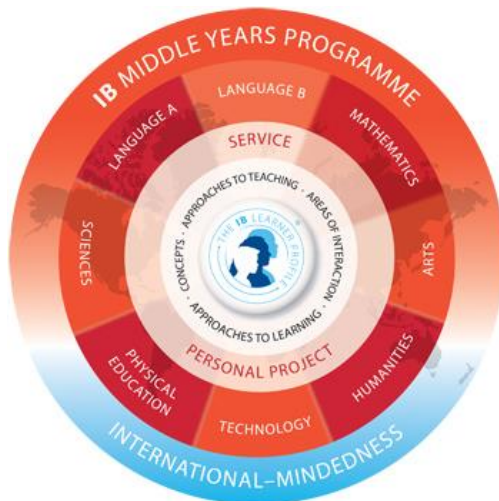 IB MIDDLE YEARS PROGRAMME
LANGUAGE B
LANGUAGE A
MATHEMATICS
SERVICE
APPROACHES TO TEACHING · AREAS OF INTERACTION · APPROACHES TO LEARNING · CONCEPTS ·
THE IB LEARNER PROFILE
®
SCIENCES
ARTS
PERSONAL PROJECT
PHYSICAL
EDUCATION
HUMANITIES
TECHNOLOGY
INTERNATIONAL–MINDEDNESS